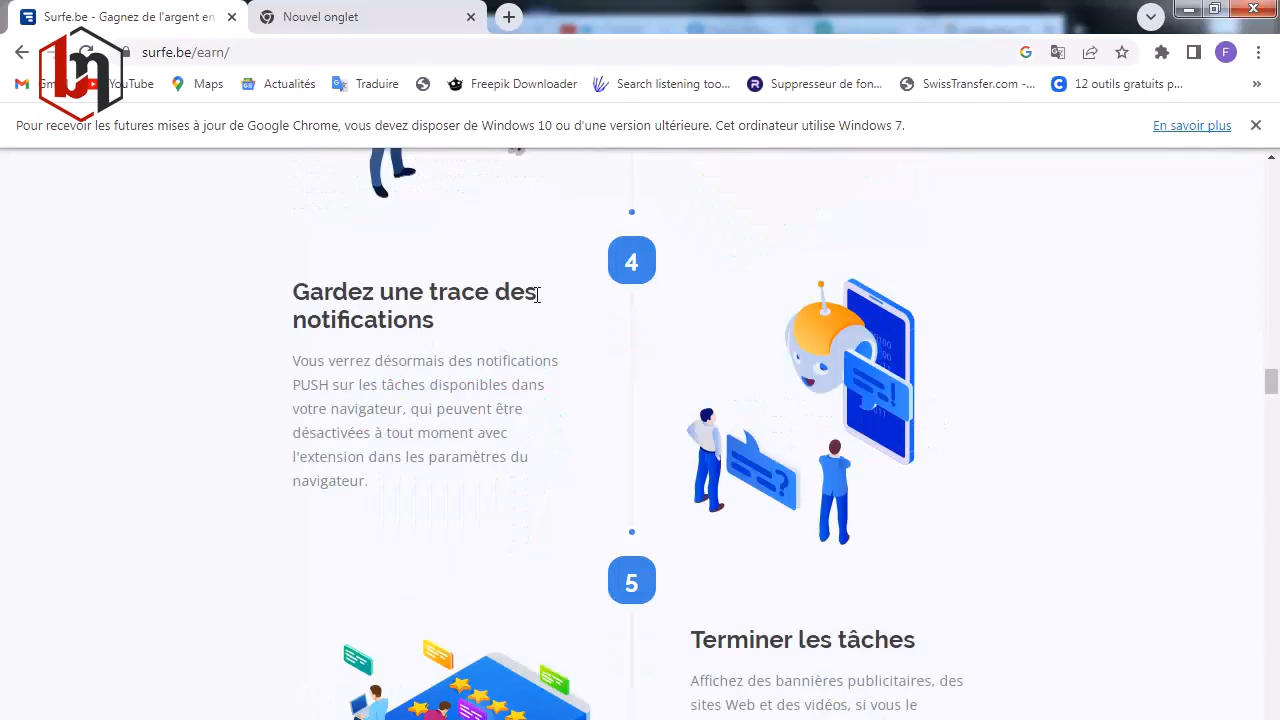 Surfe.be - Gagnez de l'argent en
Nouvel onglet
surfe.be/earn/
F
YouTube
Maps
Actualités
Traduire
Freepik Downloader
Search listening too...
Suppresseur de fon...
SwissTransfer.com -...
12 outils gratuits p...
»
Pour recevoir les futures mises à jour de Google Chrome, vous devez disposer de Windows 10 ou d'une version ultérieure. Cet ordinateur utilise Windows 7.
En savoir plus
4
Gardez une trace des
notifications
Vous verrez désormais des notifications
PUSH sur les tâches disponibles dans
votre navigateur, qui peuvent être
désactivées à tout moment avec
l'extension dans les paramètres du
navigateur.
5
Terminer les tâches
Affichez des bannières publicitaires, des
sites Web et des vidéos, si vous le